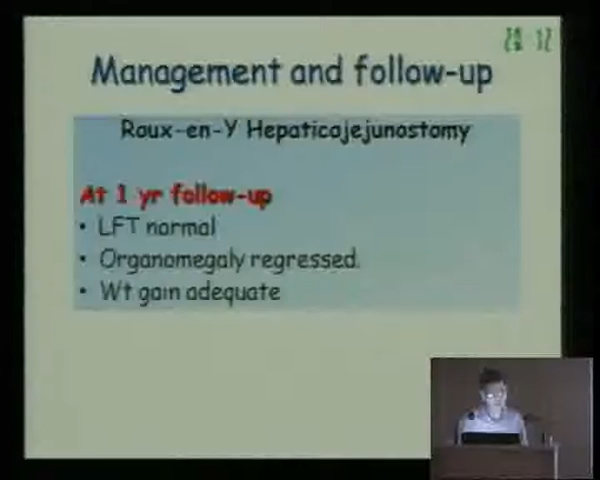 Management and follow-up
Roux-en-Y Hepaticojejunostomy
At 1 yr follow-up
• LFT normal
• Organomegaly regressed.
• Wt gain adequate